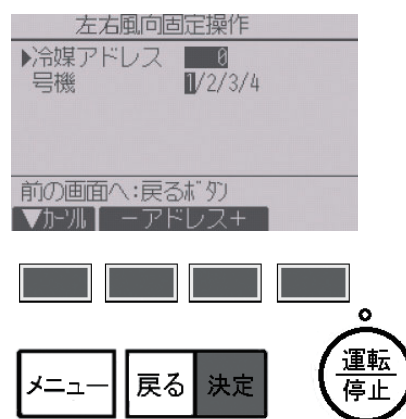 左右風向固定操作
▶冷媒アドレス 0
号機 1/2/3/4
前の画面へ:戻るボタン
▼カーソル －アドレス＋
メニュー 戻る 決定 運転
停止